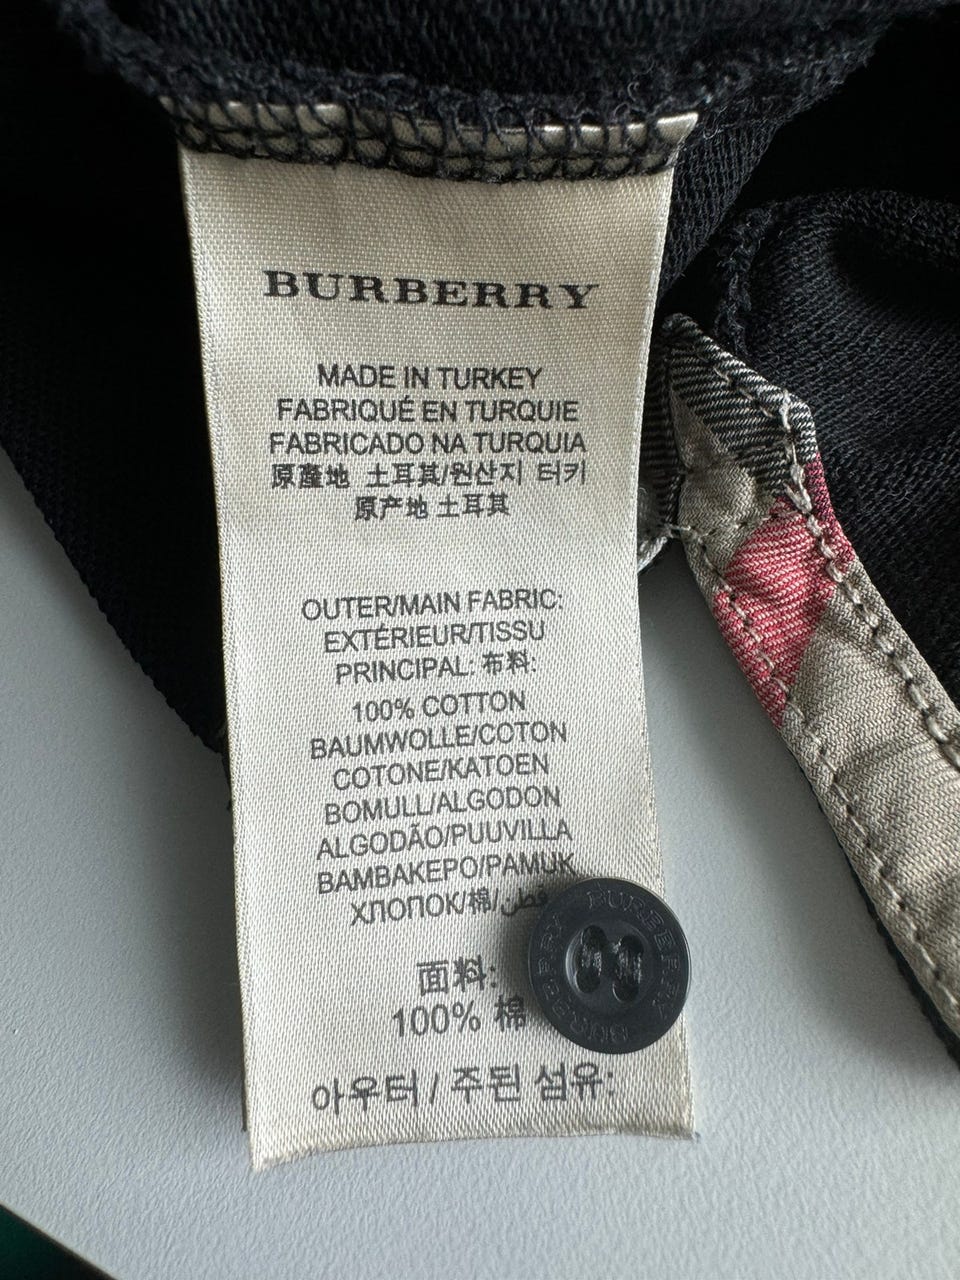 BURBERRY
MADE IN TURKEY
FABRIQUÉ EN TURQUIE
FABRICADO NA TURQUIA
原產地 土耳其/원산지 터키
原产地 土耳其
OUTER/MAIN FABRIC:
EXTÉRIEUR/TISSU
PRINCIPAL: 布料:
100% COTTON
BAUMWOLLE/COTON
COTONE/KATOEN
BOMULL/ALGODON
ALGODÃO/PUUVILLA
BAMBAKEPO/PAMUK
ХЛОПОК/棉/قطن
面料:
100% 棉
아우터 / 주된 섬유:
BURBERRY
BURBERRY